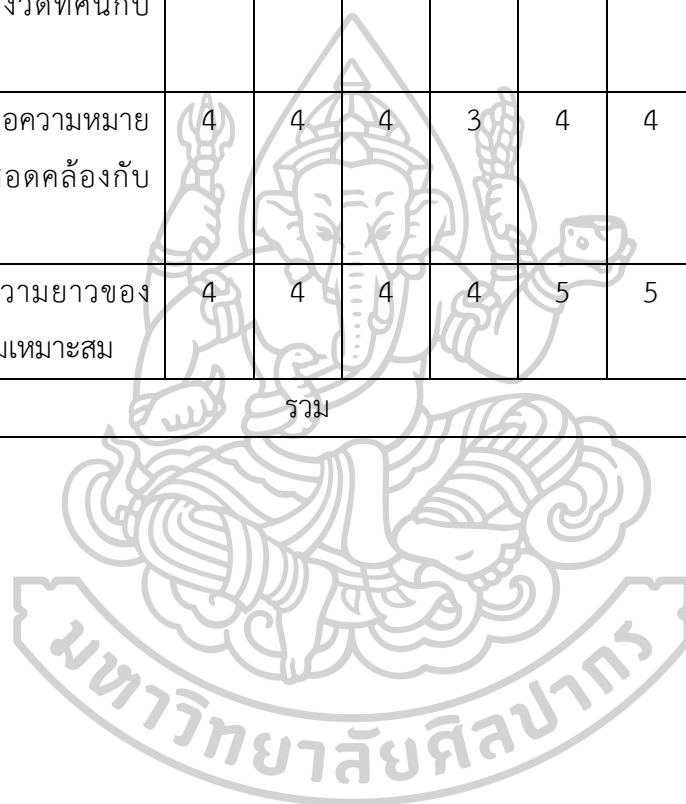 งวีดิทัศน์กับ
อความหมาย 4 4 4 3 4 4
อดคล้องกับ
วามยาวของ 4 4 4 4 5 5
มเหมาะสม
รวม
มหาวิทยาลัยศิลปากร